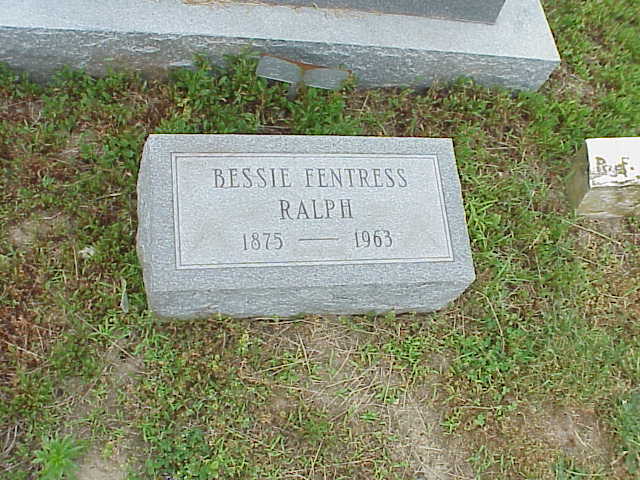 BESSIE FENTRESS
RALPH
1875 — 1963
R.F.